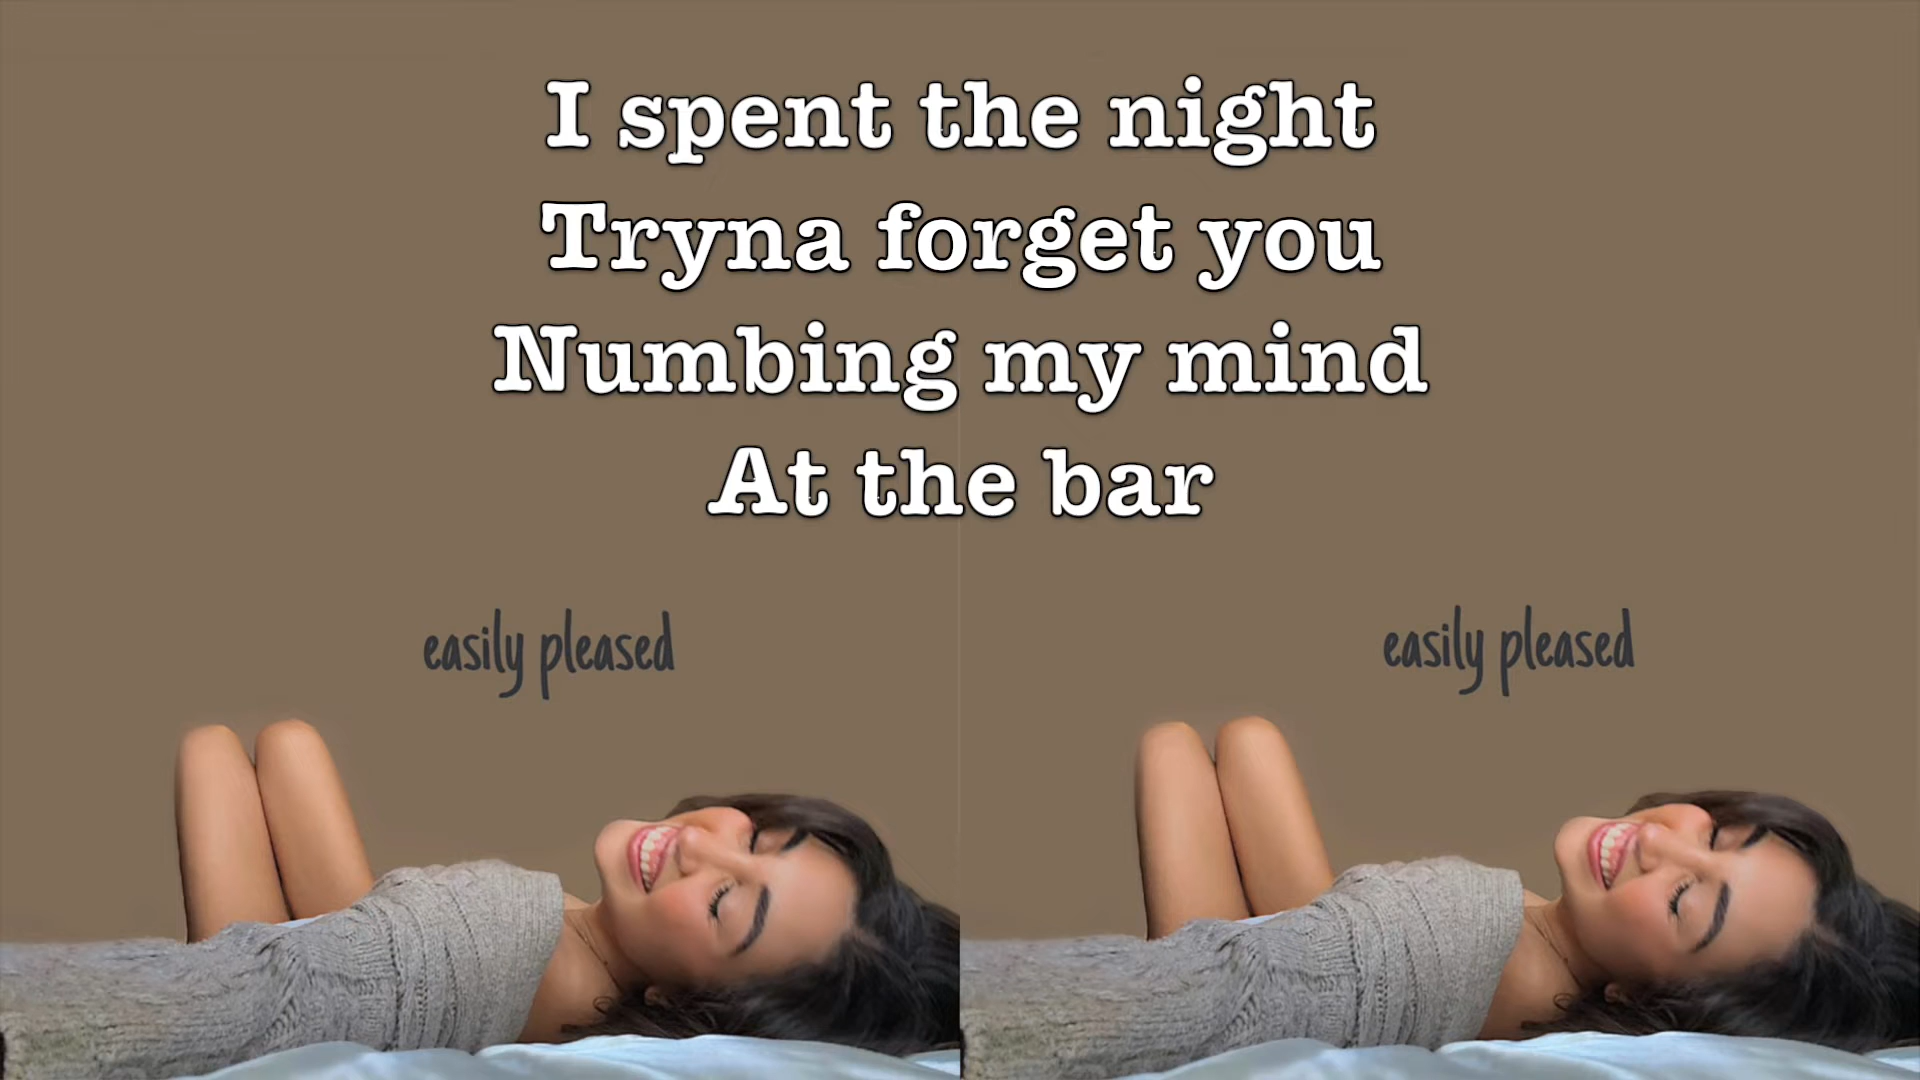 I spent the night
Tryna forget you
Numbing my mind
At the bar
easily pleased
easily pleased